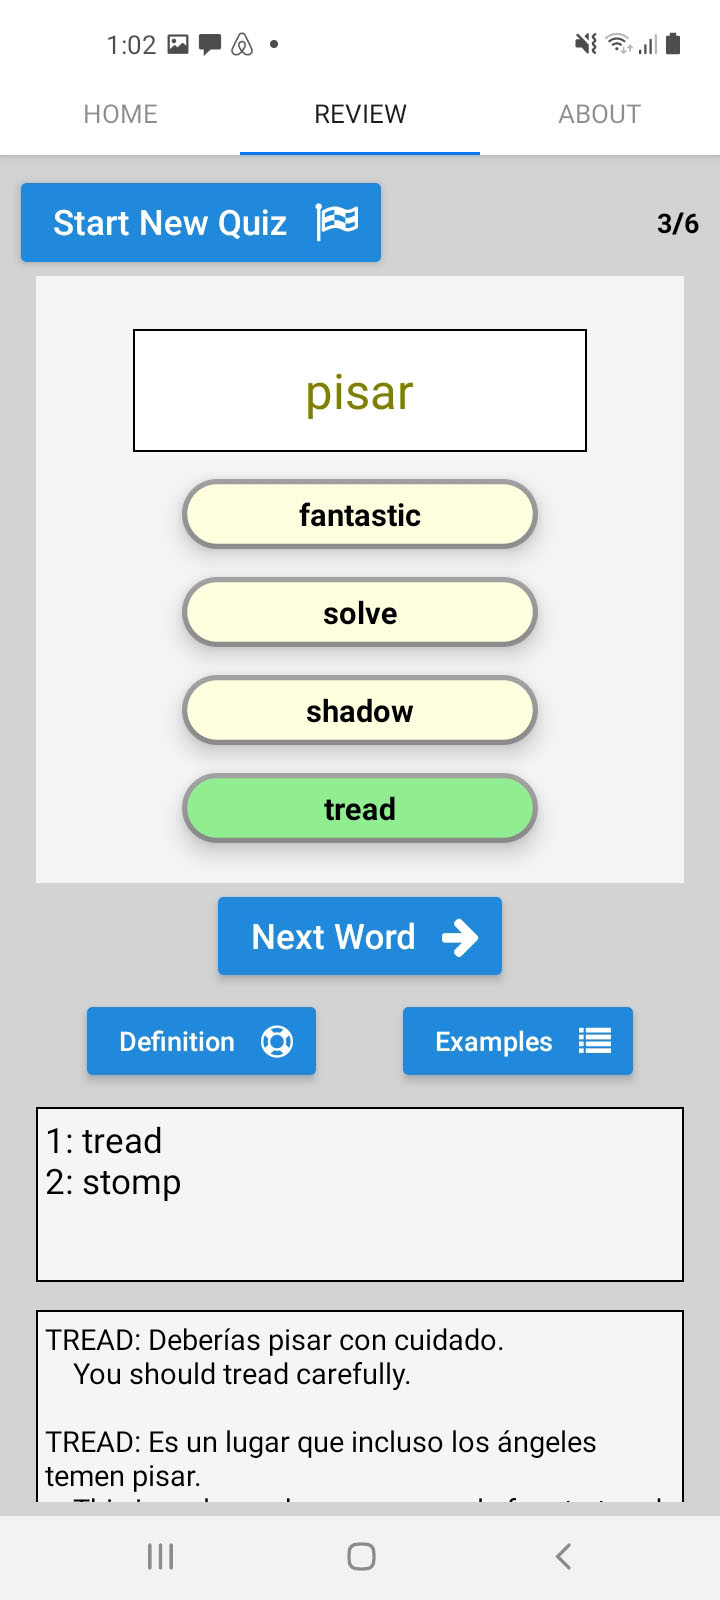 1:02
HOME REVIEW ABOUT
Start New Quiz 3/6
pisar
fantastic
solve
shadow
tread
Next Word
Definition Examples
1: tread
2: stomp
TREAD: Deberías pisar con cuidado.
You should tread carefully.
TREAD: Es un lugar que incluso los ángeles
temen pisar.